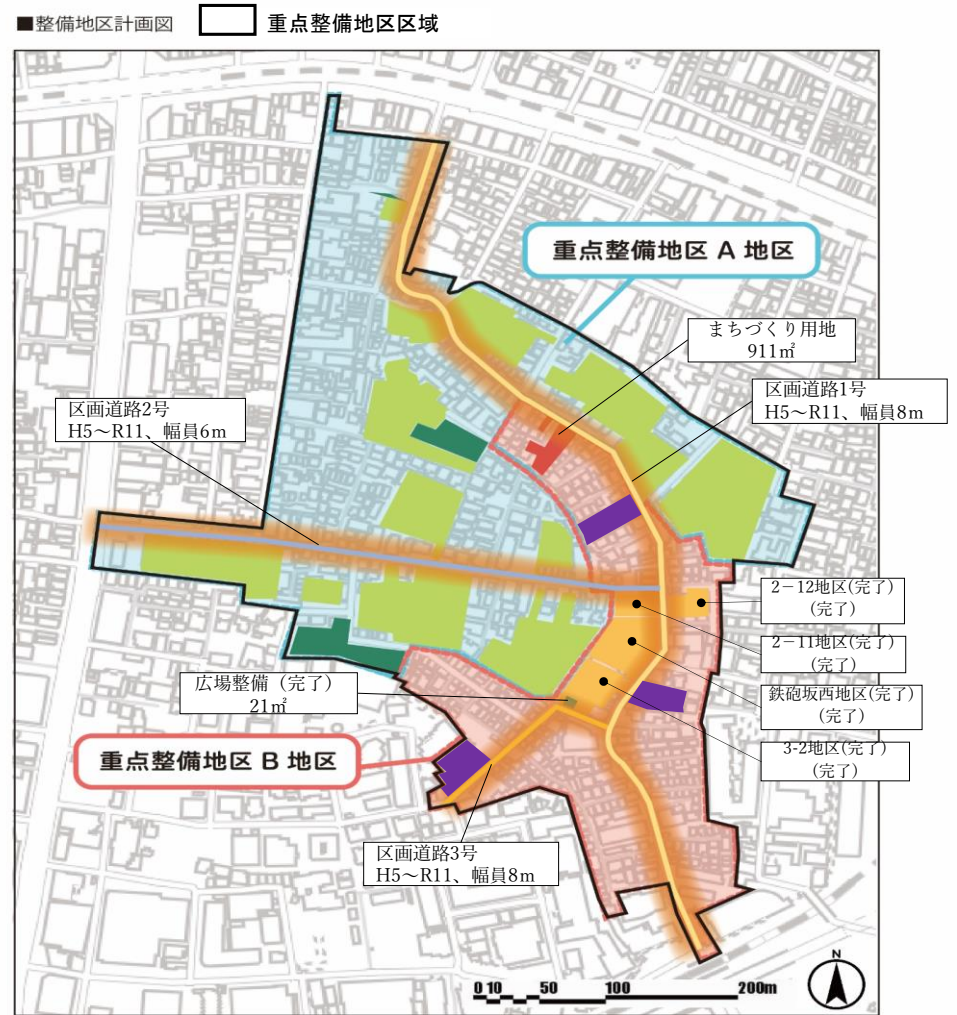 ■整備地区計画図
重点整備地区区域
重点整備地区 A 地区
まちづくり用地
911㎡
区画道路1号
H5～R11、幅員8m
区画道路2号
H5～R11、幅員6m
2－12地区(完了)
(完了)
2－11地区(完了)
(完了)
鉄砲坂西地区(完了)
(完了)
3-2地区(完了)
(完了)
広場整備（完了）
21㎡
重点整備地区 B 地区
区画道路3号
H5～R11、幅員8m
0 10 50 100 200m
N